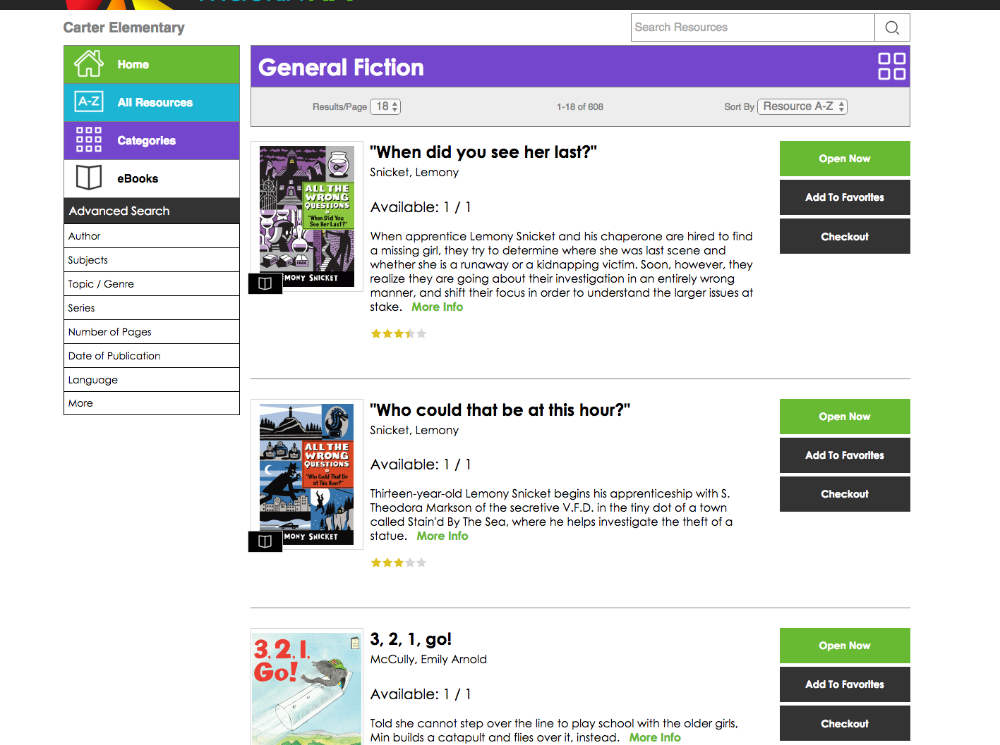 Carter Elementary
Search Resources
Home
A-Z
All Resources
Categories
eBooks
Advanced Search
Author
Subjects
Topic / Genre
Series
Number of Pages
Date of Publication
Language
More
General Fiction
Results/Page 18
1-18 of 608
Sort By Resource A-Z
ALL THE
WRONG
QUESTIONS
"When Did You
See Her Last?"
INK
MONY SNICKET
"When did you see her last?"
Snicket, Lemony
Available: 1 / 1
When apprentice Lemony Snicket and his chaperone are hired to find
a missing girl, they try to determine where she was last scene and
whether she is a runaway or a kidnapping victim. Soon, however, they
realize they are going about their investigation in an entirely wrong
manner, and shift their focus in order to understand the larger issues at
stake. More Info
Open Now
Add To Favorites
Checkout
ALL THE
WRONG
QUESTIONS
"Who Could That Be
at This Hour?"
MONY SNICKET
"Who could that be at this hour?"
Snicket, Lemony
Available: 1 / 1
Thirteen-year-old Lemony Snicket begins his apprenticeship with S.
Theodora Markson of the secretive V.F.D. in the tiny dot of a town
called Stain'd By The Sea, where he helps investigate the theft of a
statue. More Info
Open Now
Add To Favorites
Checkout
3, 2, 1,
Go!
3, 2, 1, go!
McCully, Emily Arnold
Available: 1 / 1
Told she cannot step over the line to play school with the older girls,
Min builds a catapult and flies over it, instead. More Info
Open Now
Add To Favorites
Checkout